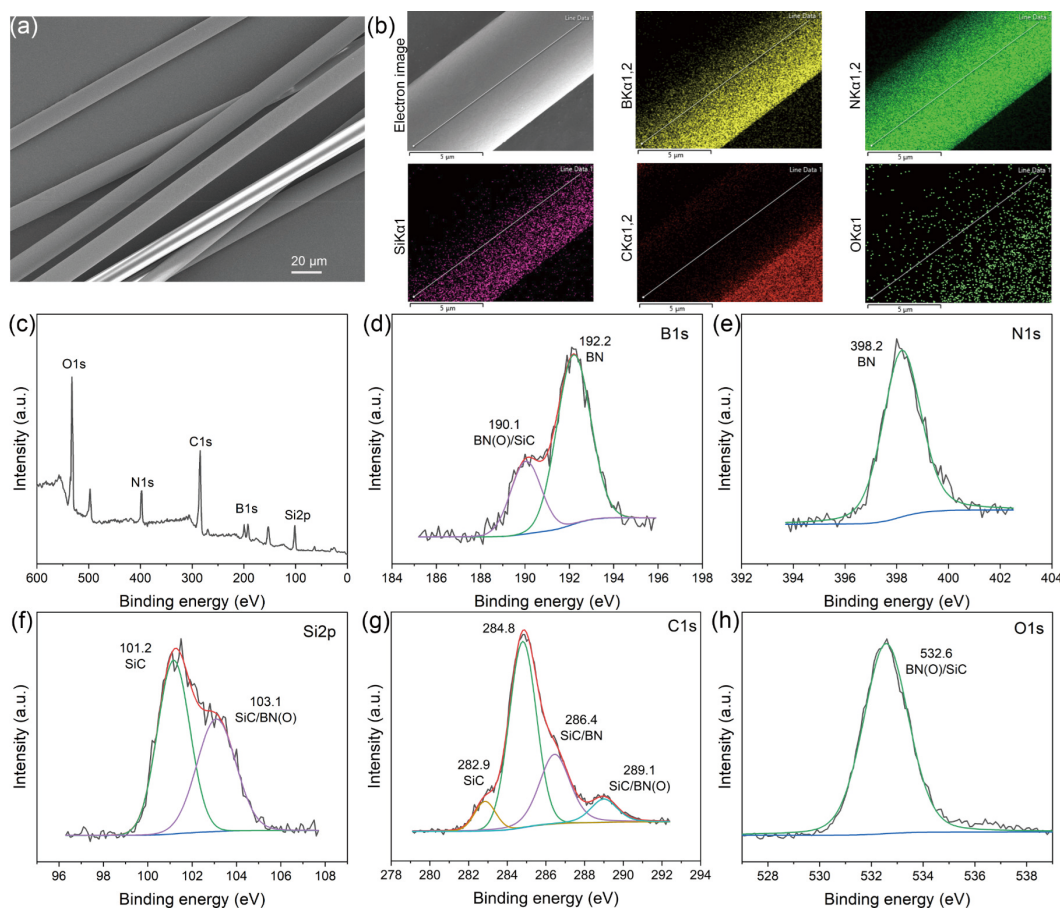 (a)
20 μm
(b)
Electron image
Line Data 1
5 μm
BKα1,2
Line Data 1
5 μm
NKα1,2
Line Data 1
5 μm
SiKα1
Line Data 1
5 μm
CKα1,2
Line Data 1
5 μm
OKα1
Line Data 1
5 μm
(c)
O1s
N1s
C1s
B1s
Si2p
Intensity (a.u.)
600 500 400 300 200 100 0
Binding energy (eV)
(d)
B1s
192.2
BN
190.1
BN(O)/SiC
Intensity (a.u.)
184 186 188 190 192 194 196 198
Binding energy (eV)
(e)
N1s
398.2
BN
Intensity (a.u.)
392 394 396 398 400 402 404
Binding energy (eV)
(f)
Si2p
101.2
SiC
103.1
SiC/BN(O)
Intensity (a.u.)
96 98 100 102 104 106 108
Binding energy (eV)
(g)
C1s
284.8
286.4
SiC/BN
282.9
SiC
289.1
SiC/BN(O)
Intensity (a.u.)
278 280 282 284 286 288 290 292 294
Binding energy (eV)
(h)
O1s
532.6
BN(O)/SiC
Intensity (a.u.)
528 530 532 534 536 538
Binding energy (eV)